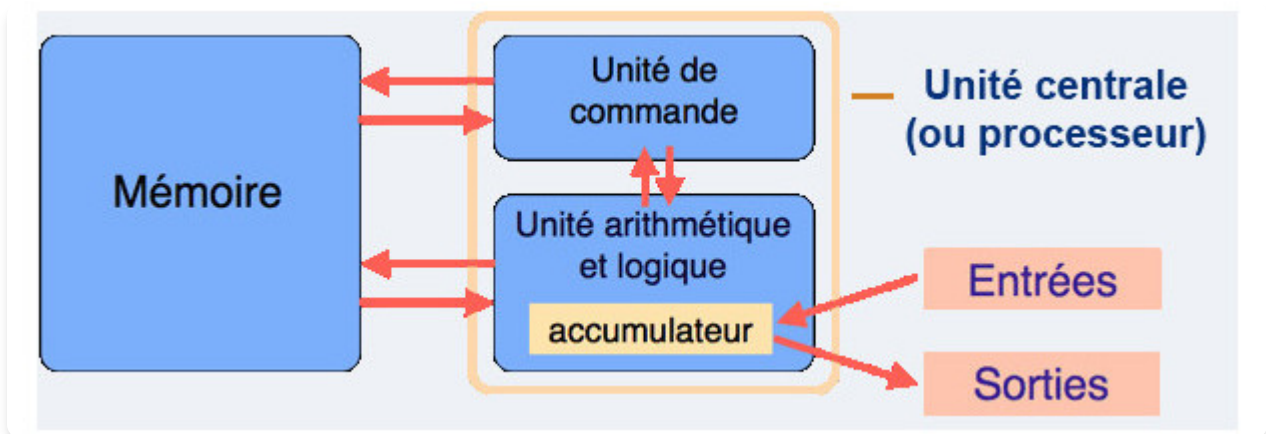 Mémoire
Unité de
commande
Unité arithmétique
et logique
accumulateur
Unité centrale
(ou processeur)
Entrées
Sorties